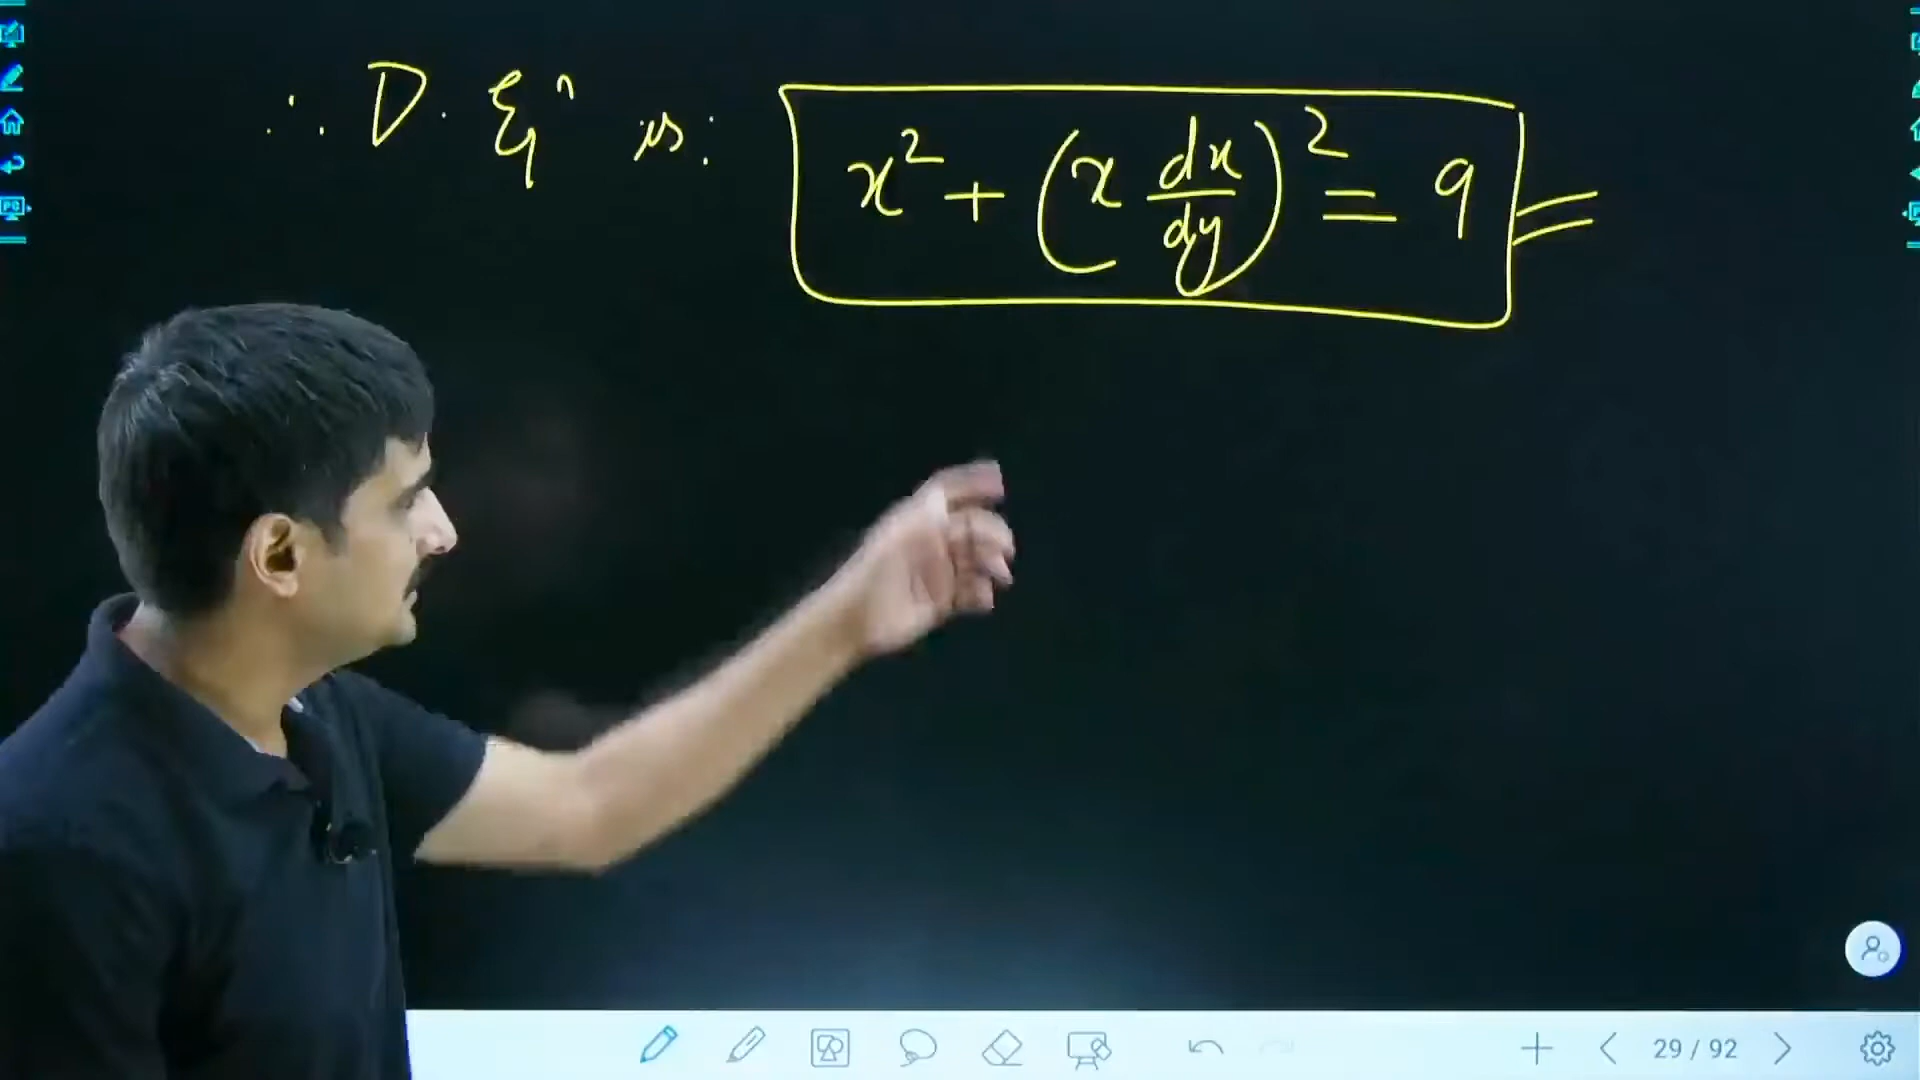 ∴ D. Eqⁿ is: x² + (x dx/dy)² = 9
29 / 92